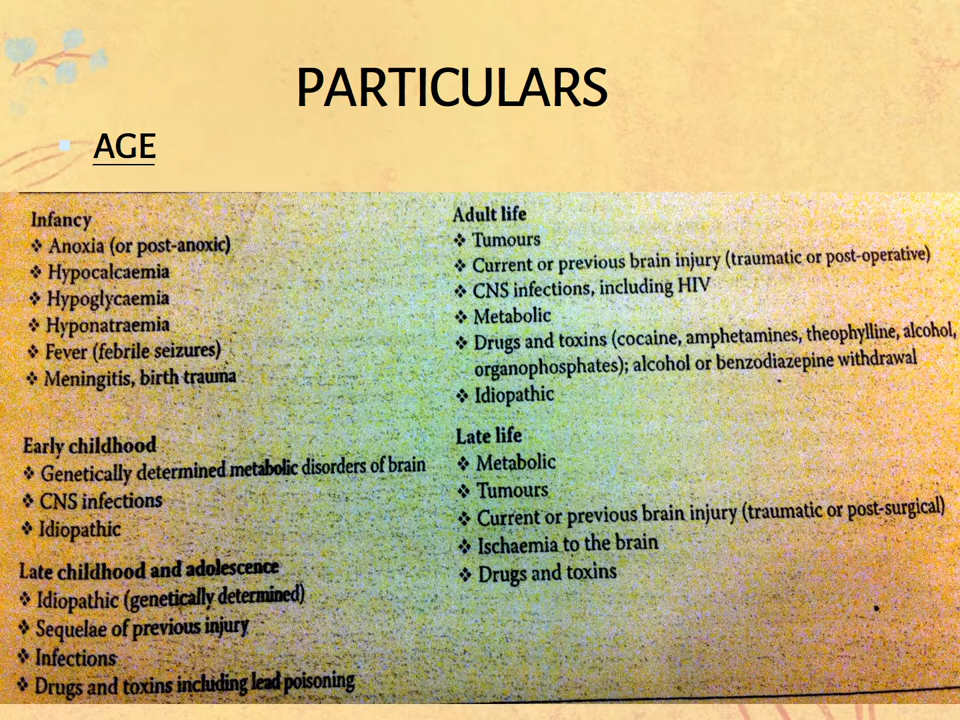 PARTICULARS
AGE
Infancy
❖ Anoxia (or post-anoxic)
❖ Hypocalcaemia
❖ Hypoglycaemia
❖ Hyponatraemia
❖ Fever (febrile seizures)
❖ Meningitis, birth trauma
Early childhood
❖ Genetically determined metabolic disorders of brain
❖ CNS infections
❖ Idiopathic
Late childhood and adolescence
❖ Idiopathic (genetically determined)
❖ Sequelae of previous injury
❖ Infections
❖ Drugs and toxins including lead poisoning
Adult life
❖ Tumours
❖ Current or previous brain injury (traumatic or post-operative)
❖ CNS infections, including HIV
❖ Metabolic
❖ Drugs and toxins (cocaine, amphetamines, theophylline, alcohol,
organophosphates); alcohol or benzodiazepine withdrawal
❖ Idiopathic
Late life
❖ Metabolic
❖ Tumours
❖ Current or previous brain injury (traumatic or post-surgical)
❖ Ischaemia to the brain
❖ Drugs and toxins